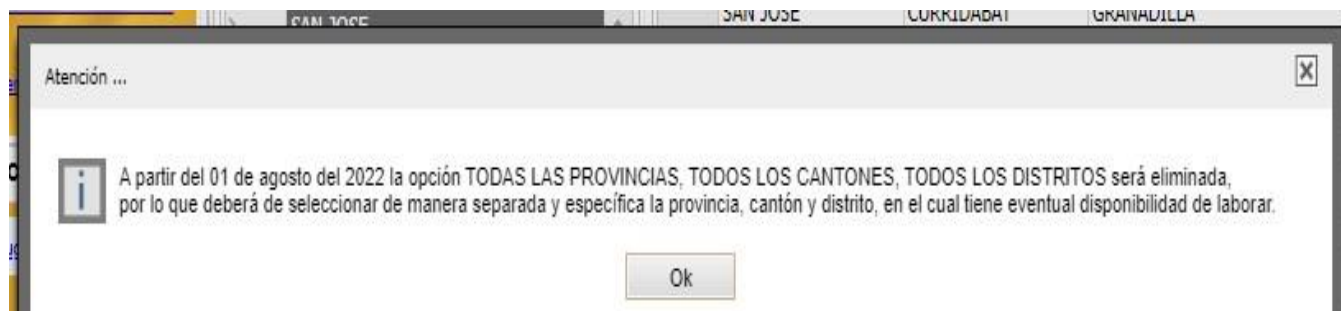 SAN JOSE SAN JOSE CURRIDABAT GRANADILLA
Atención ...
A partir del 01 de agosto del 2022 la opción TODAS LAS PROVINCIAS, TODOS LOS CANTONES, TODOS LOS DISTRITOS será eliminada,
por lo que deberá de seleccionar de manera separada y específica la provincia, cantón y distrito, en el cual tiene eventual disponibilidad de laborar.
Ok